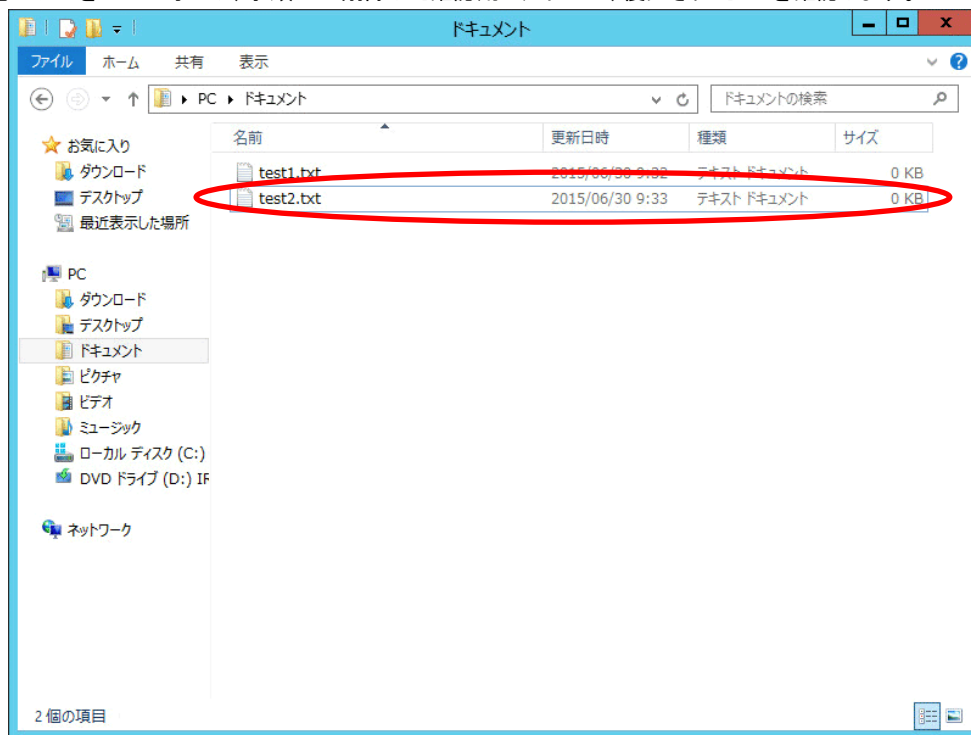 ドキュメント
ファイル ホーム 共有 表示
PC ドキュメント ドキュメントの検索
名前 更新日時 種類 サイズ
test1.txt 2015/06/30 9:32 テキスト ドキュメント 0 KB
test2.txt 2015/06/30 9:33 テキスト ドキュメント 0 KB
お気に入り
ダウンロード
デスクトップ
最近表示した場所
PC
ダウンロード
デスクトップ
ドキュメント
ピクチャ
ビデオ
ミュージック
ローカル ディスク (C:)
DVD ドライブ (D:) IR
ネットワーク
2 個の項目